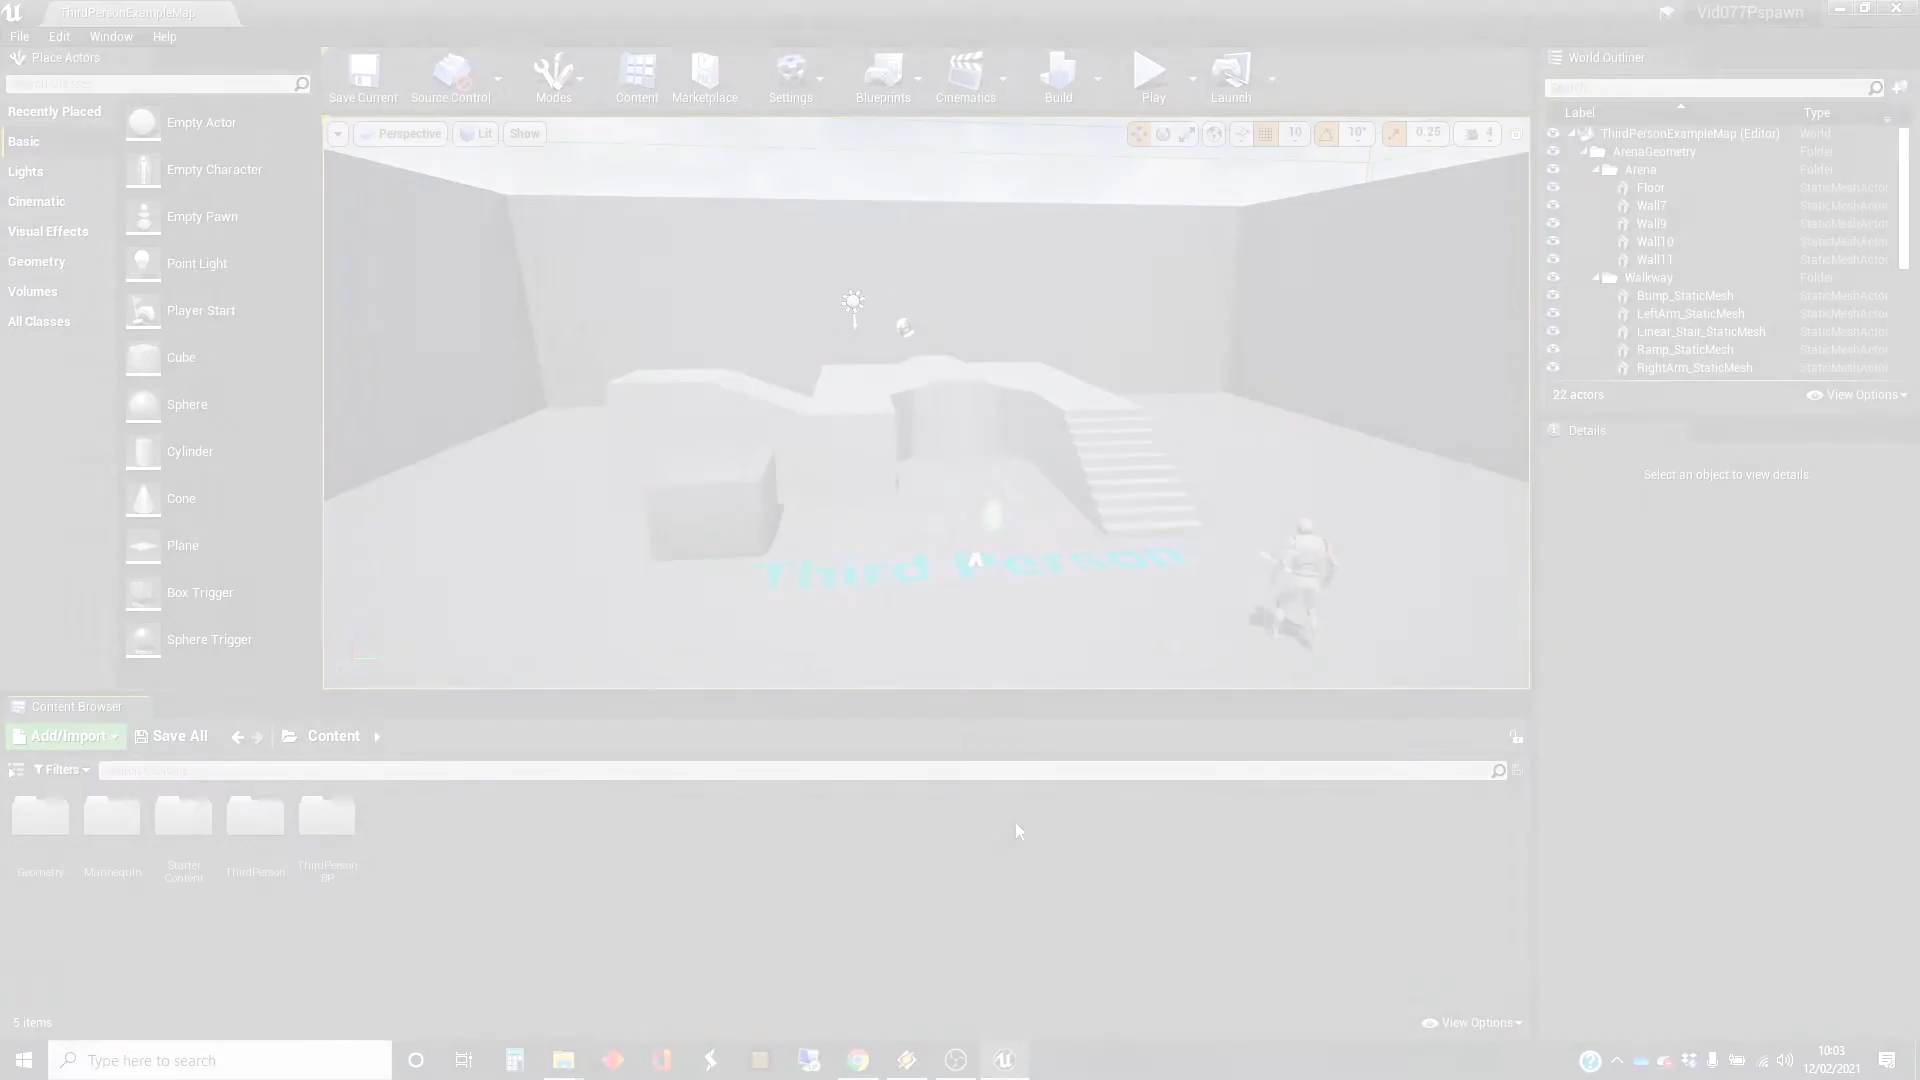 ThirdPersonExampleMap
Vid077Pspawn
File Edit Window Help
Place Actors
Search Classes
Recently Placed
Basic
Lights
Cinematic
Visual Effects
Geometry
Volumes
All Classes
Empty Actor
Empty Character
Empty Pawn
Point Light
Player Start
Cube
Sphere
Cylinder
Cone
Plane
Box Trigger
Sphere Trigger
Save Current Source Control Modes Content Marketplace Settings Blueprints Cinematics Build Play Launch
Perspective Lit Show
10 10° 0.25 4
Third Person
World Outliner
Search...
Label Type
ThirdPersonExampleMap (Editor) World
ArenaGeometry Folder
Arena Folder
Floor StaticMeshActor
Wall7 StaticMeshActor
Wall9 StaticMeshActor
Wall10 StaticMeshActor
Wall11 StaticMeshActor
Walkway Folder
Bump_StaticMesh StaticMeshActor
LeftArm_StaticMesh StaticMeshActor
Linear_Stair_StaticMesh StaticMeshActor
Ramp_StaticMesh StaticMeshActor
RightArm_StaticMesh StaticMeshActor
22 actors View Options
Details
Select an object to view details
Content Browser
Add/Import Save All Content
Filters Search Content
Geometry
Mannequin
Starter
Content
ThirdPerson
ThirdPerson
BP
5 items View Options
Type here to search
10:03
12/02/2021